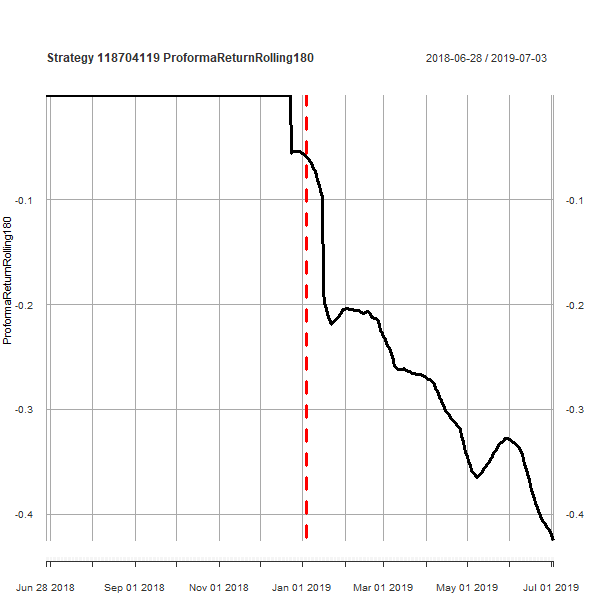 Strategy 118704119 ProformaReturnRolling180
2018-06-28 / 2019-07-03
ProformaReturnRolling180
-0.1
-0.1
-0.2
-0.2
-0.3
-0.3
-0.4
-0.4
Jun 28 2018
Sep 01 2018
Nov 01 2018
Jan 01 2019
Mar 01 2019
May 01 2019
Jul 01 2019